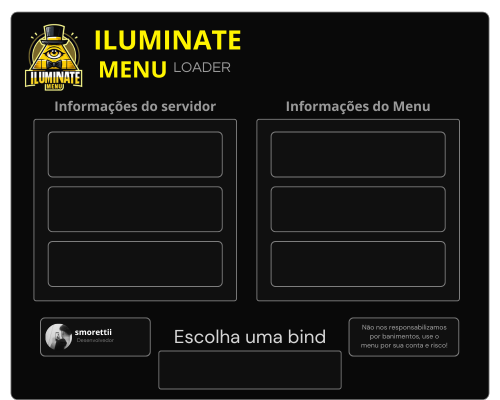 ILUMINATE
MENU LOADER
ILUMINATE
MENU
Informações do servidor
Informações do Menu
smorettii
Desenvolvedor
Escolha uma bind
Não nos responsabilizamos
por banimentos, use o
menu por sua conta e risco!